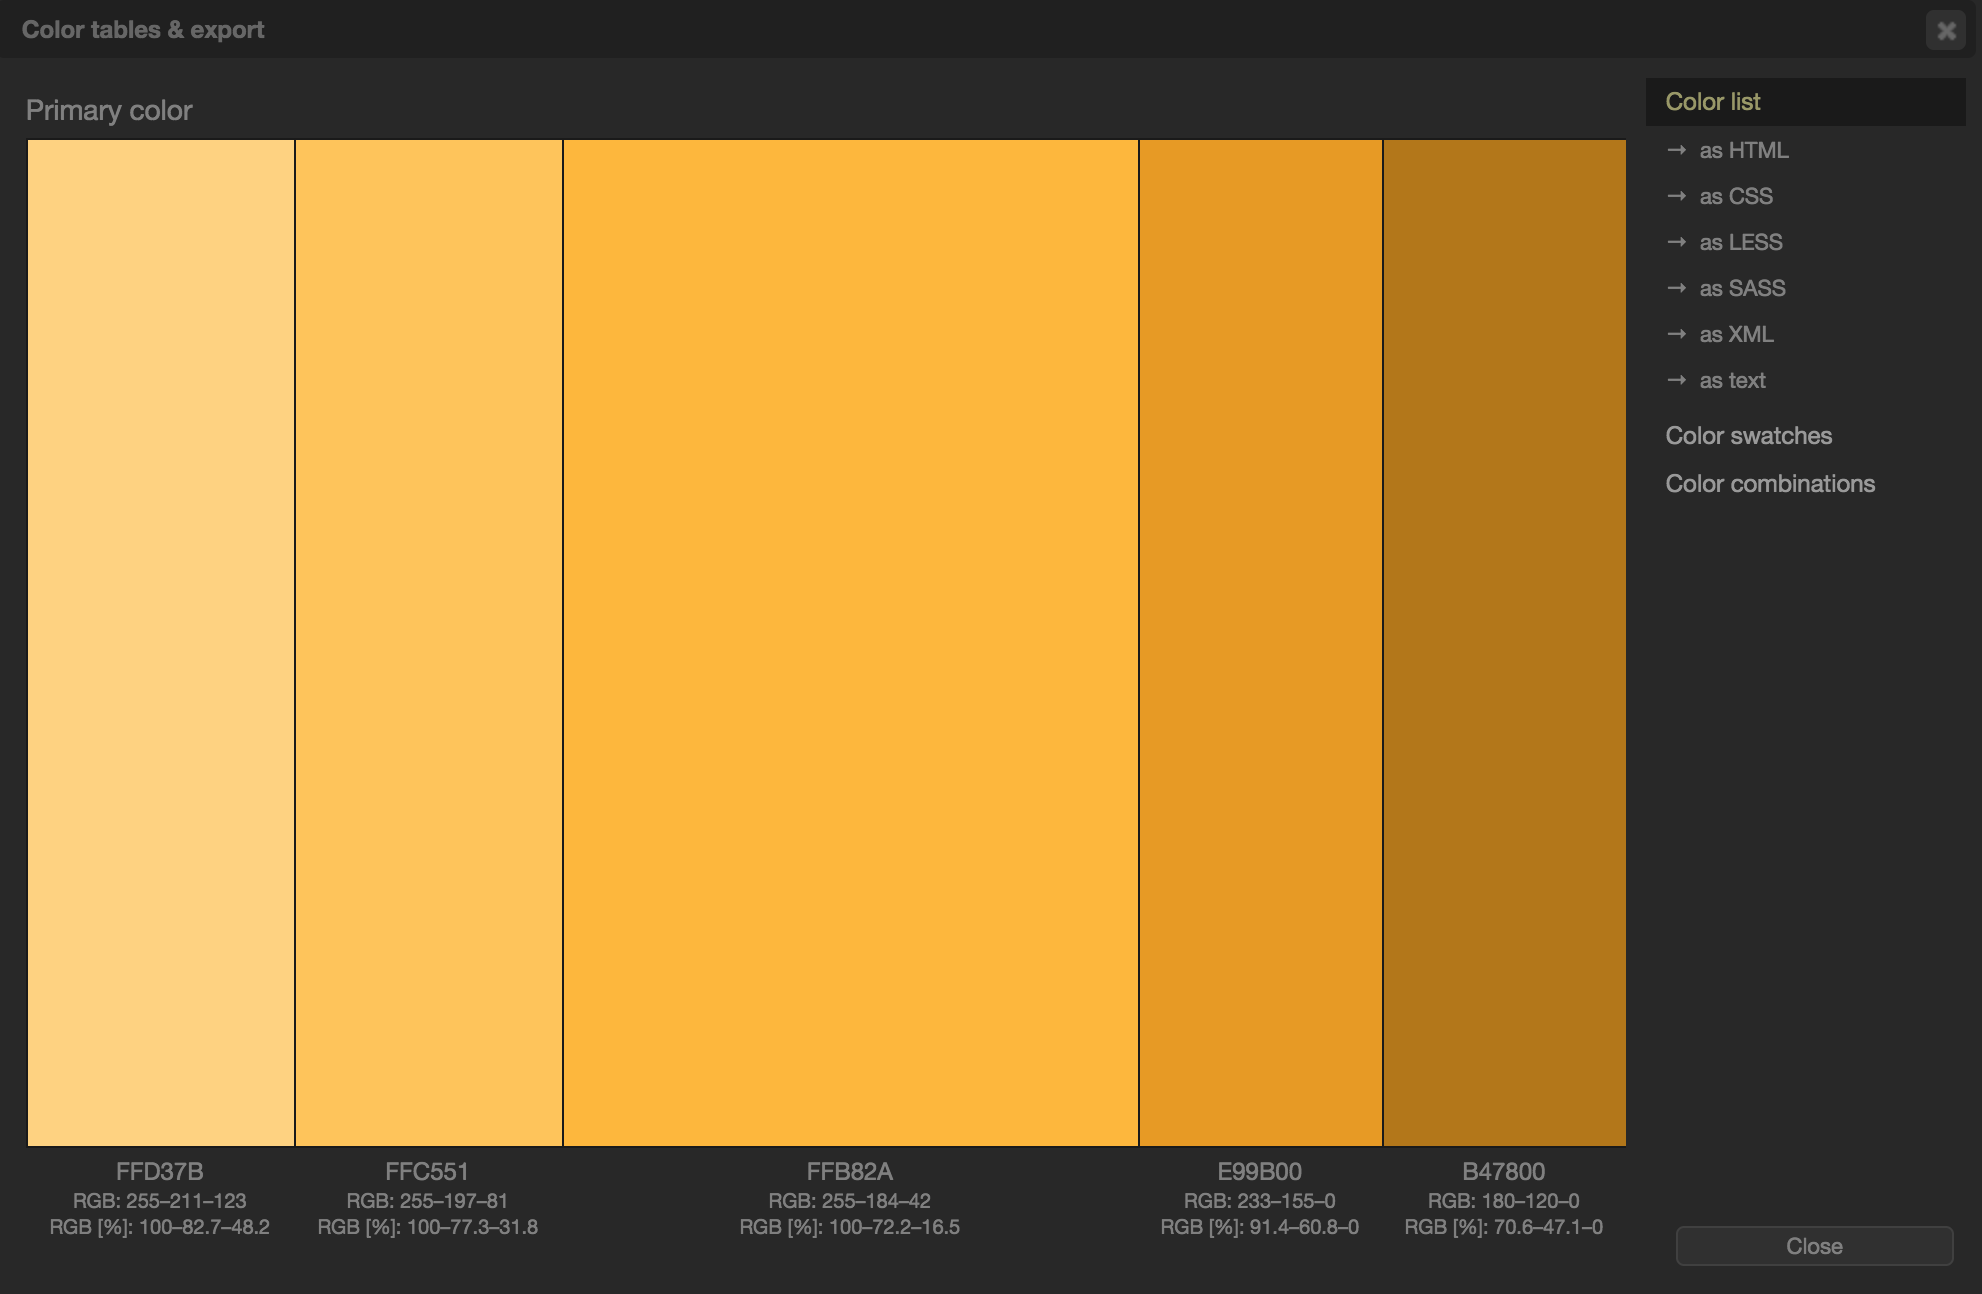 Color tables & export
Primary color
FFD37B
RGB: 255–211–123
RGB [%]: 100–82.7–48.2
FFC551
RGB: 255–197–81
RGB [%]: 100–77.3–31.8
FFB82A
RGB: 255–184–42
RGB [%]: 100–72.2–16.5
E99B00
RGB: 233–155–0
RGB [%]: 91.4–60.8–0
B47800
RGB: 180–120–0
RGB [%]: 70.6–47.1–0
Color list
→ as HTML
→ as CSS
→ as LESS
→ as SASS
→ as XML
→ as text
Color swatches
Color combinations
Close